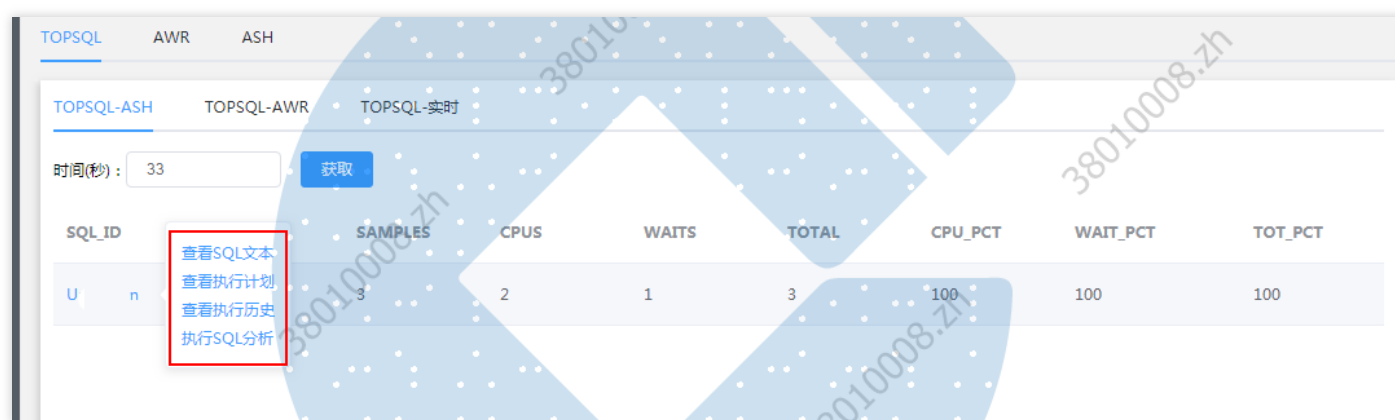 TOPSQL AWR ASH
TOPSQL-ASH TOPSQL-AWR TOPSQL-实时
时间(秒)： 33 获取
SQL_ID SAMPLES CPUS WAITS TOTAL CPU_PCT WAIT_PCT TOT_PCT
查看SQL文本
查看执行计划
U n 3 2 1 3 100 100 100
查看执行历史
执行SQL分析
38010008.zh
38010008.zh
38010008.zh
38010008.zh